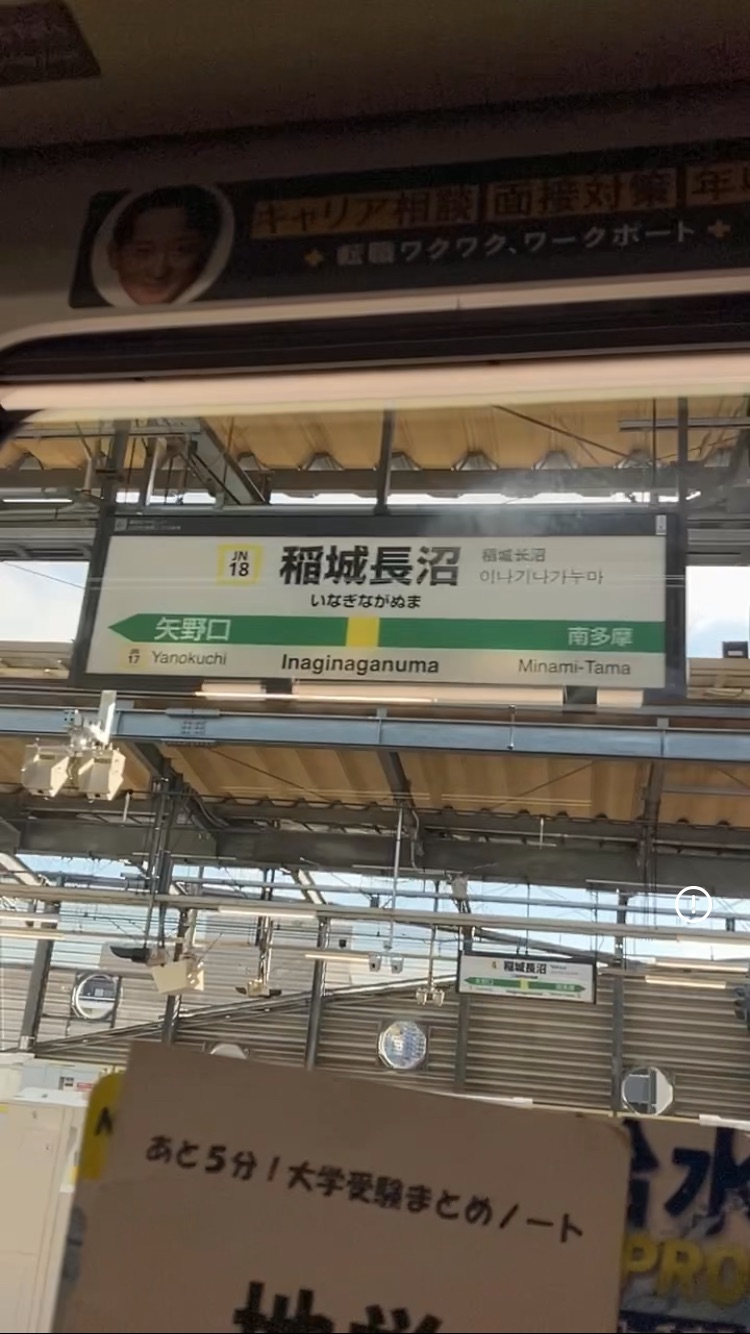 キャリア相談 面接対策
転職ワクワク、ワークポート
JN 18 稲城長沼 稲城长沼
이나기나가누마
いなぎながぬま
矢野口 南多摩
JN 17 Yanokuchi Inaginaganuma Minami-Tama
稲城長沼
あと5分!大学受験まとめノート
PRO